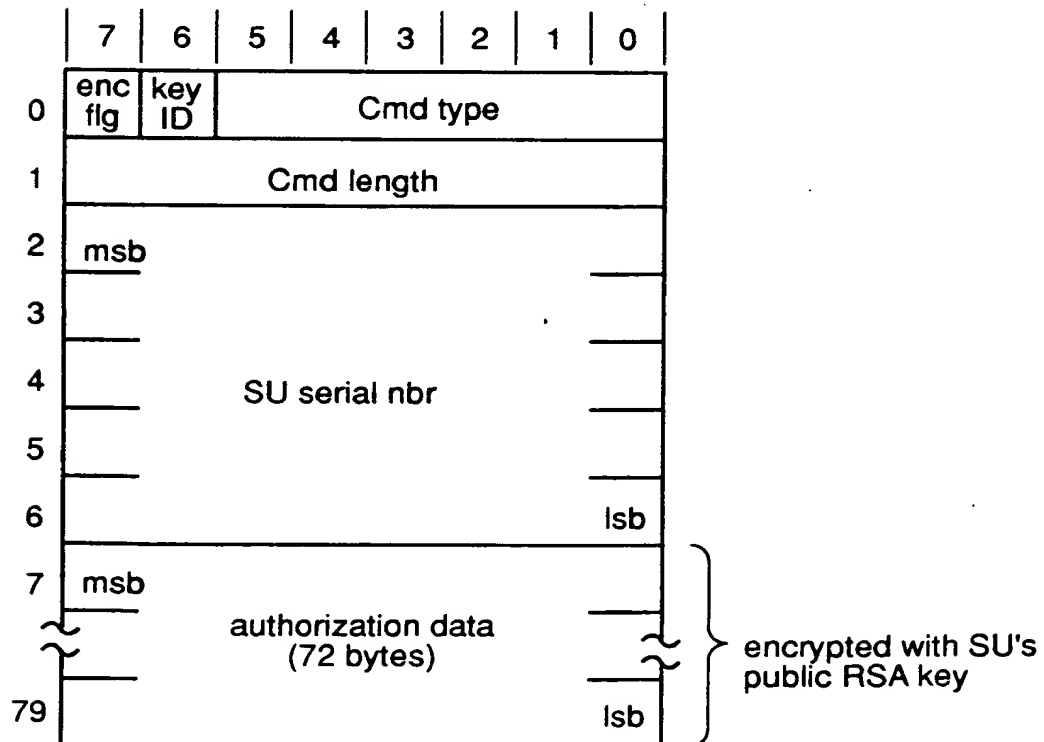 7 6 5 4 3 2 1 0
0 enc flg key ID Cmd type
1 Cmd length
2 msb
3
4 SU serial nbr
5
6 lsb
7 msb
authorization data
(72 bytes)
encrypted with SU's
public RSA key
79 lsb